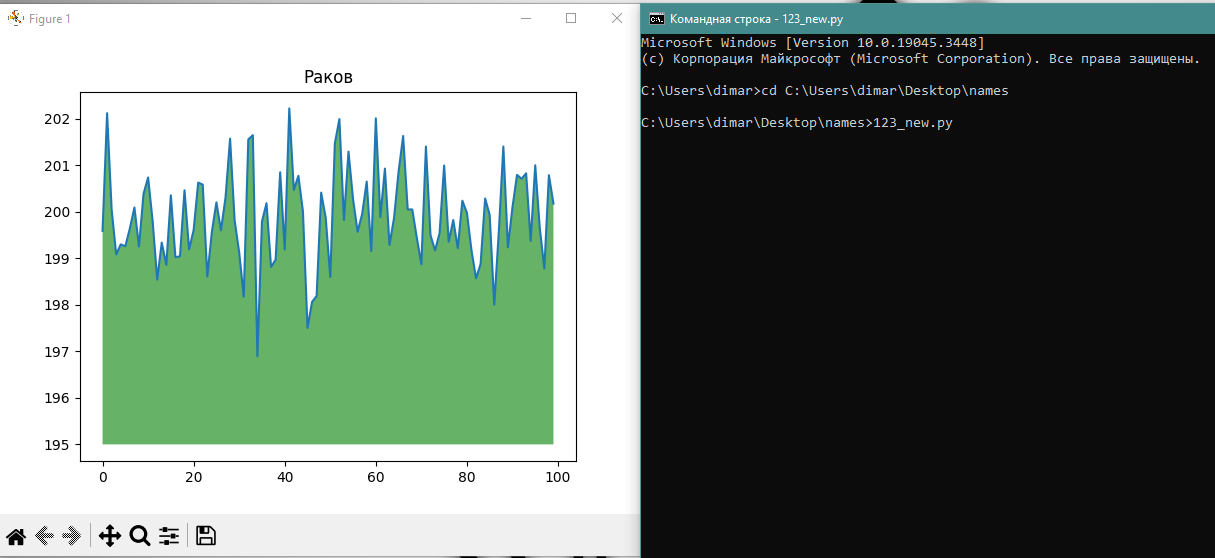 Figure 1
Раков
202
201
200
199
198
197
196
195
0 20 40 60 80 100
Командная строка - 123_new.py
Microsoft Windows [Version 10.0.19045.3448]
(c) Корпорация Майкрософт (Microsoft Corporation). Все права защищены.
C:\Users\dimar>cd C:\Users\dimar\Desktop\names
C:\Users\dimar\Desktop\names>123_new.py